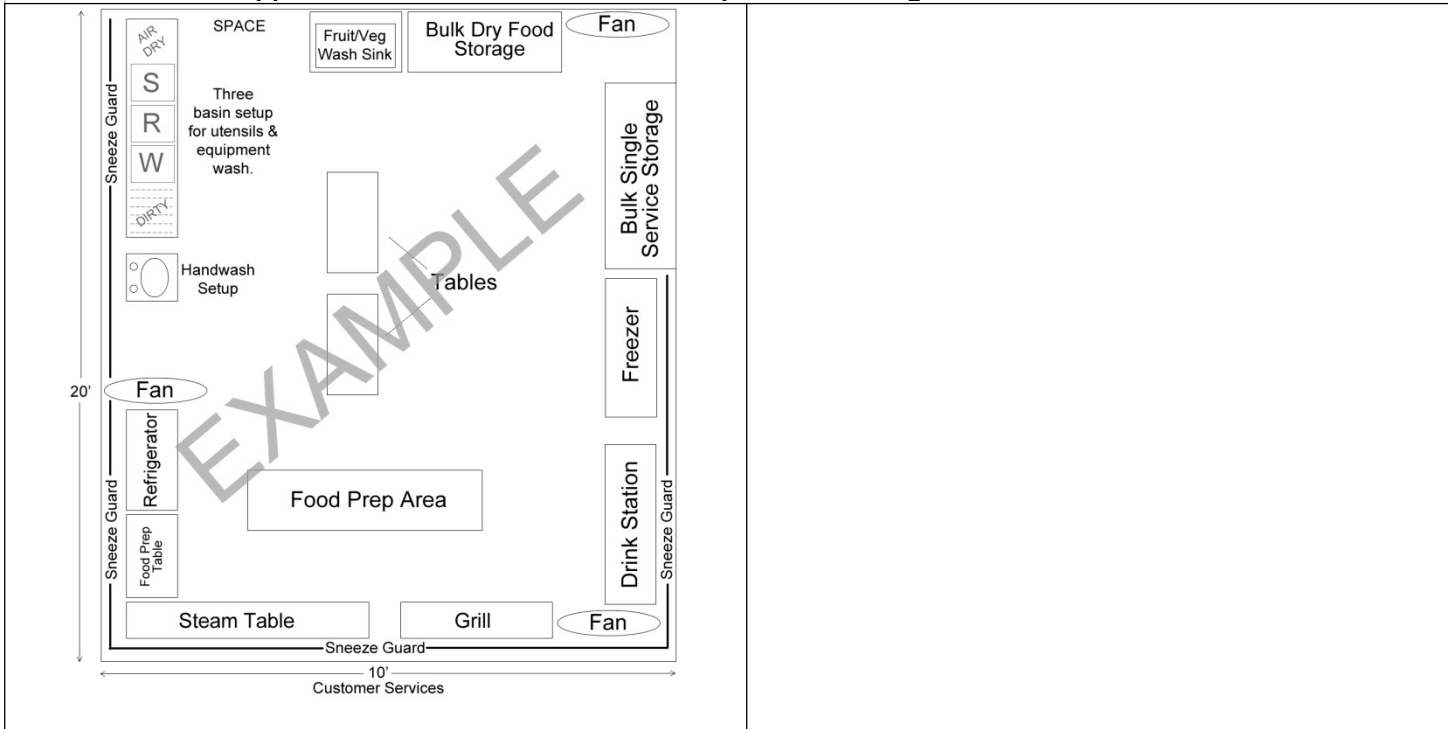 AIR
DRY
SPACE
Fruit/Veg
Wash Sink
Bulk Dry Food
Storage
Fan
S
R
W
DIRTY
Three
basin setup
for utensils &
equipment
wash.
Sneeze Guard
Bulk Single
Service Storage
Handwash
Setup
Tables
EXAMPLE
Freezer
20'
Fan
Refrigerator
Food Prep Area
Drink Station
Sneeze Guard
Sneeze Guard
Food Prep
Table
Steam Table
Grill
Fan
Sneeze Guard
10'
Customer Services